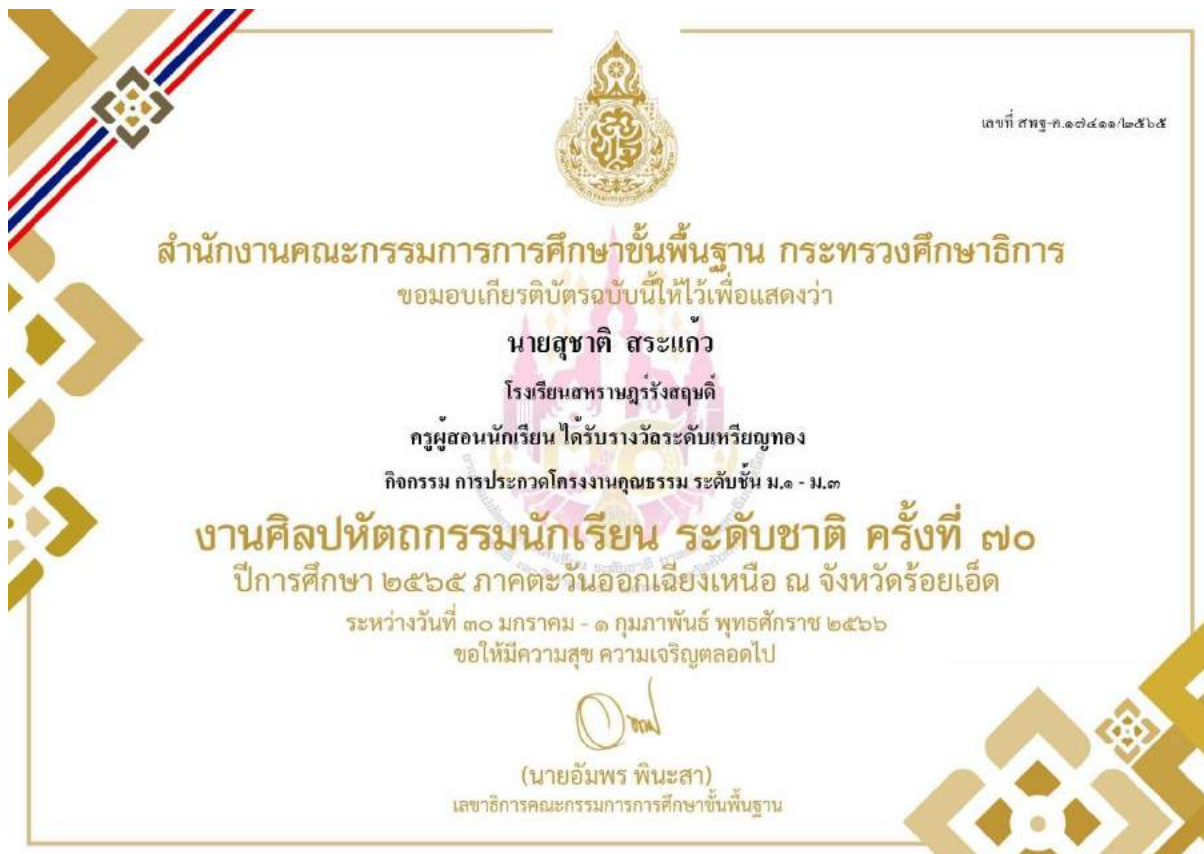 เลขที่ สพฐ-ค.๑๗๔๑๑/๒๕๖๕
สำนักงานคณะกรรมการการศึกษาขั้นพื้นฐาน กระทรวงศึกษาธิการ
ขอมอบเกียรติบัตรฉบับนี้ให้ไว้เพื่อแสดงว่า
นายสุชาติ สระแก้ว
โรงเรียนสหราษฎร์รังสฤษดิ์
ครูผู้สอนนักเรียน ได้รับรางวัลระดับเหรียญทอง
กิจกรรม การประกวดโครงงานคุณธรรม ระดับชั้น ม.๑ - ม.๓
งานศิลปหัตถกรรมนักเรียน ระดับชาติ ครั้งที่ ๗๐
ปีการศึกษา ๒๕๖๕ ภาคตะวันออกเฉียงเหนือ ณ จังหวัดร้อยเอ็ด
ระหว่างวันที่ ๓๐ มกราคม - ๑ กุมภาพันธ์ พุทธศักราช ๒๕๖๖
ขอให้มีความสุข ความเจริญตลอดไป
(นายอัมพร พินะสา)
เลขาธิการคณะกรรมการการศึกษาขั้นพื้นฐาน